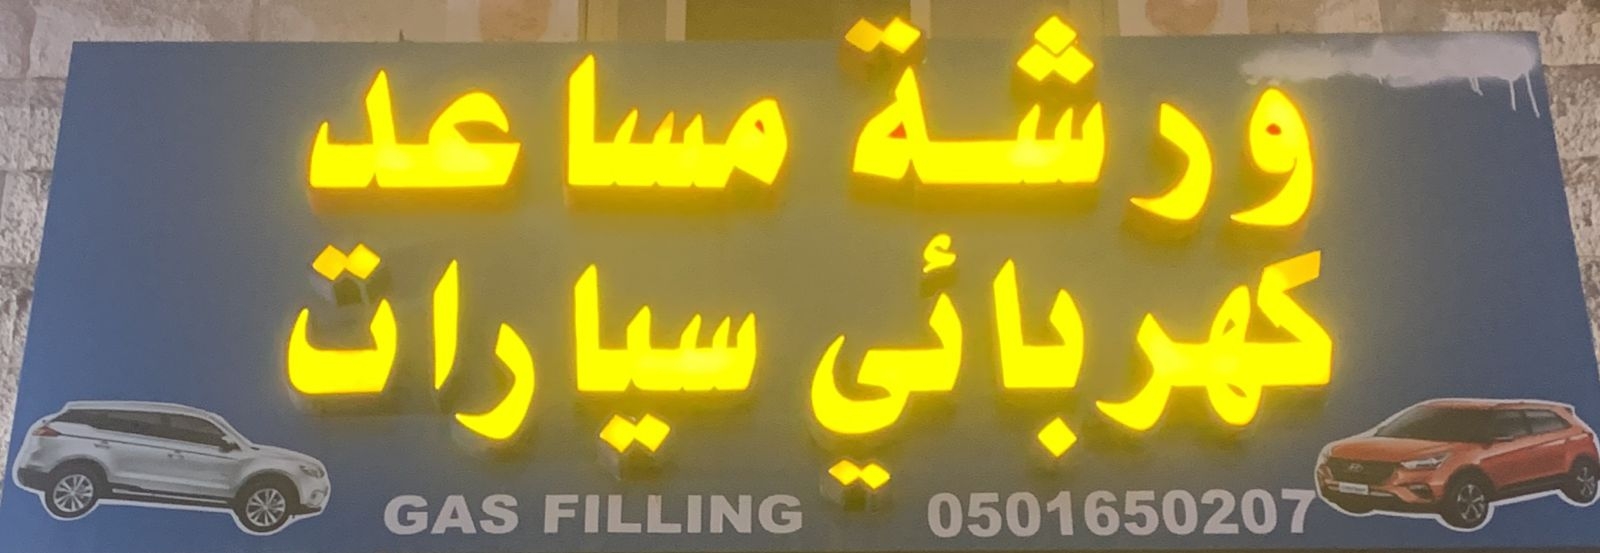 ورشة مساعد
كهربائي سيارات
GAS FILLING 0501650207